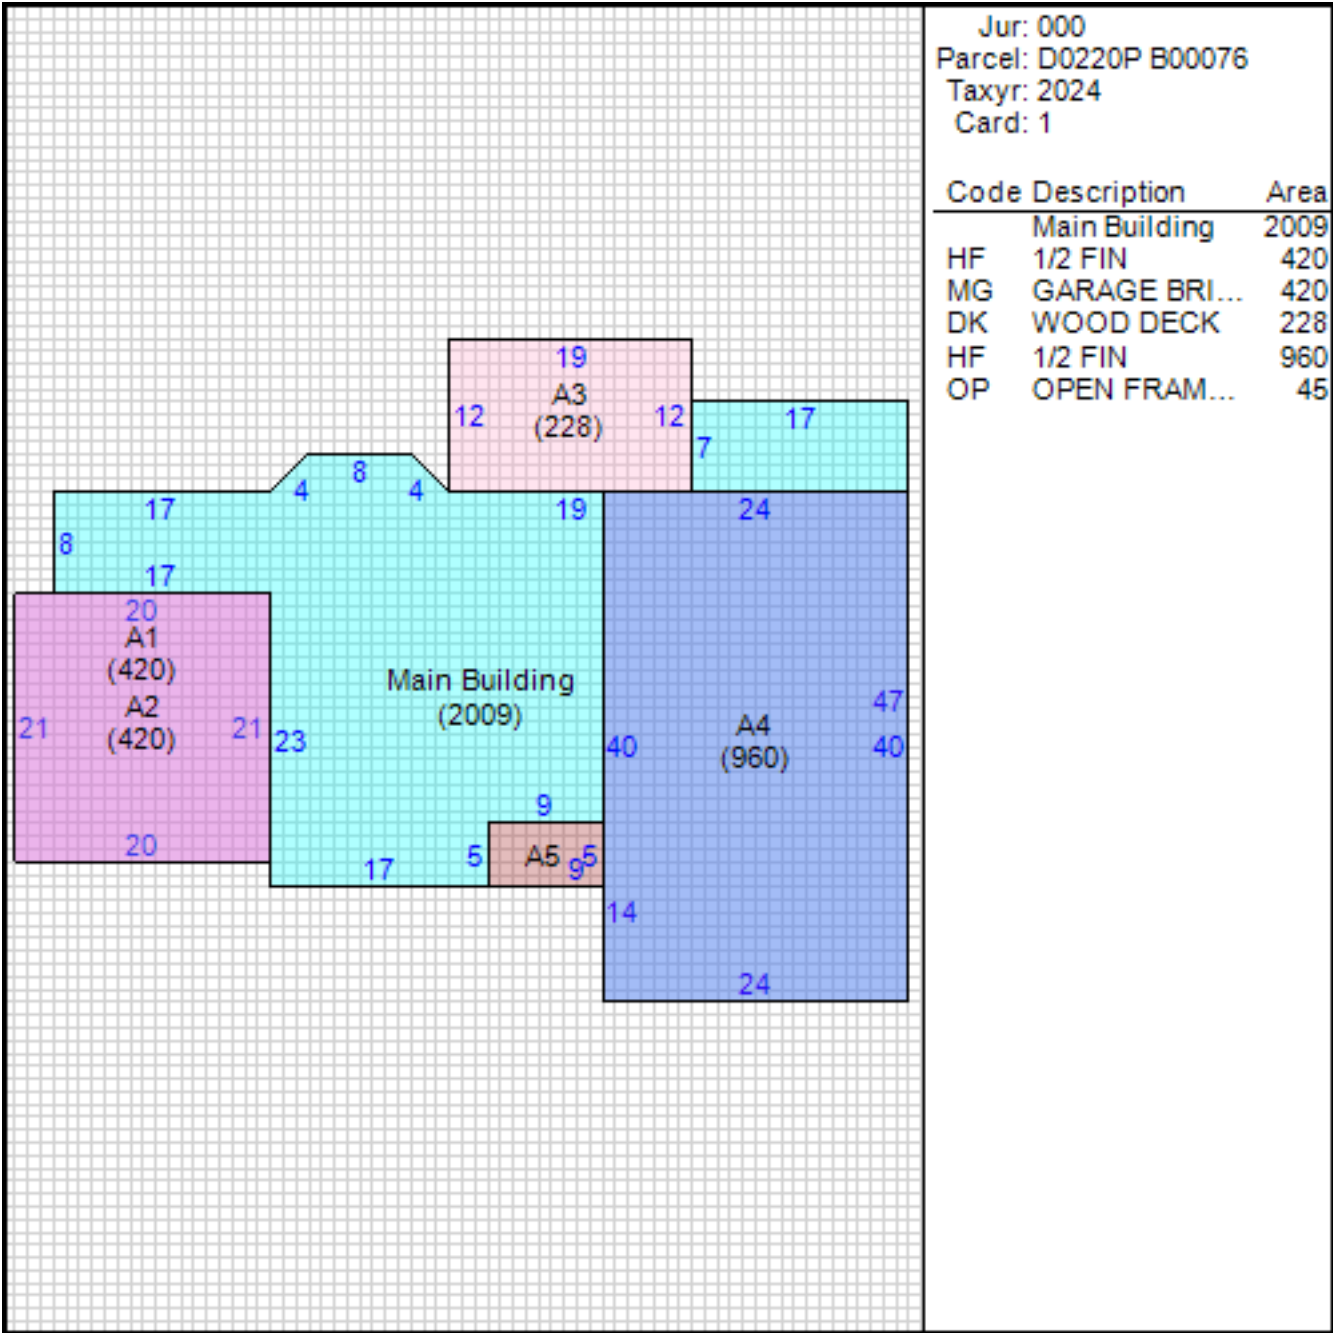 Jur: 000
Parcel: D0220P B00076
Taxyr: 2024
Card: 1
Code Description Area
Main Building 2009
HF 1/2 FIN 420
MG GARAGE BRI... 420
DK WOOD DECK 228
HF 1/2 FIN 960
OP OPEN FRAM... 45
19
A3
12 12
(228)
17
7
8
4 4
17 19 24
8
17
20
A1
(420)
Main Building
(2009)
A2
(420)
21 21 23
47
A4
(960)
40 40
9
5 A5 5
9
20
17
14
24